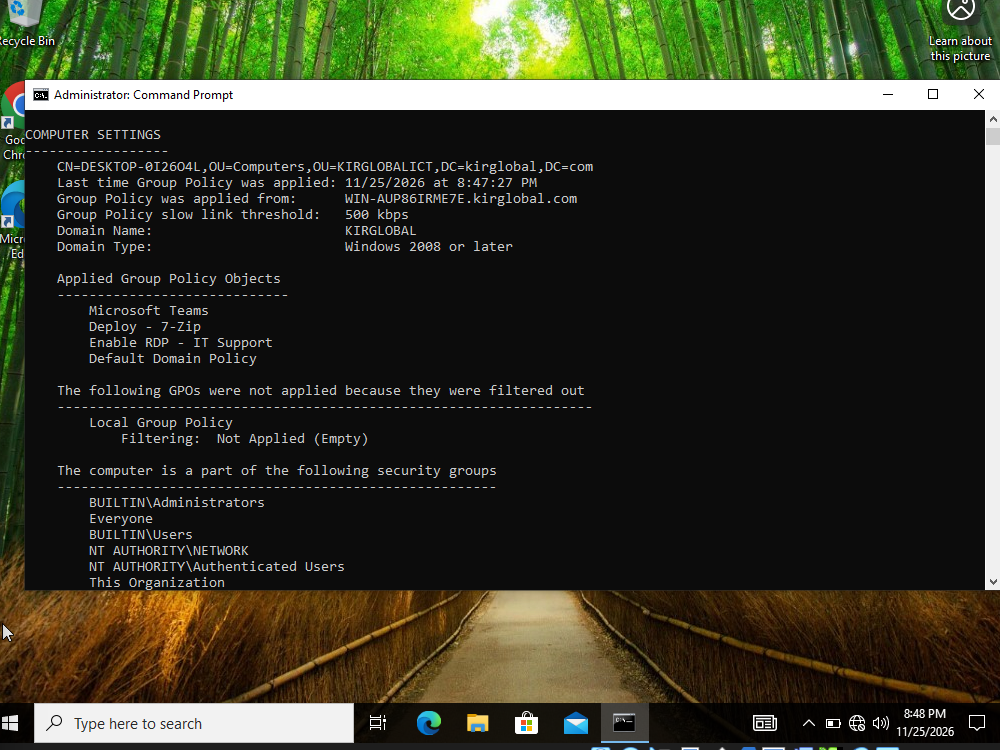 ecycle Bin
Learn about
this picture
Administrator: Command Prompt
Goo
Chro
Micro
Ed
COMPUTER SETTINGS
------------------
CN=DESKTOP-0I26O4L,OU=Computers,OU=KIRGLOBALICT,DC=kirglobal,DC=com
Last time Group Policy was applied: 11/25/2026 at 8:47:27 PM
Group Policy was applied from:      WIN-AUP86IRME7E.kirglobal.com
Group Policy slow link threshold:   500 kbps
Domain Name:                        KIRGLOBAL
Domain Type:                        Windows 2008 or later
Applied Group Policy Objects
-----------------------------
Microsoft Teams
Deploy - 7-Zip
Enable RDP - IT Support
Default Domain Policy
The following GPOs were not applied because they were filtered out
-------------------------------------------------------------------
Local Group Policy
Filtering:  Not Applied (Empty)
The computer is a part of the following security groups
-------------------------------------------------------
BUILTIN\Administrators
Everyone
BUILTIN\Users
NT AUTHORITY\NETWORK
NT AUTHORITY\Authenticated Users
This Organization
Type here to search
8:48 PM
11/25/2026